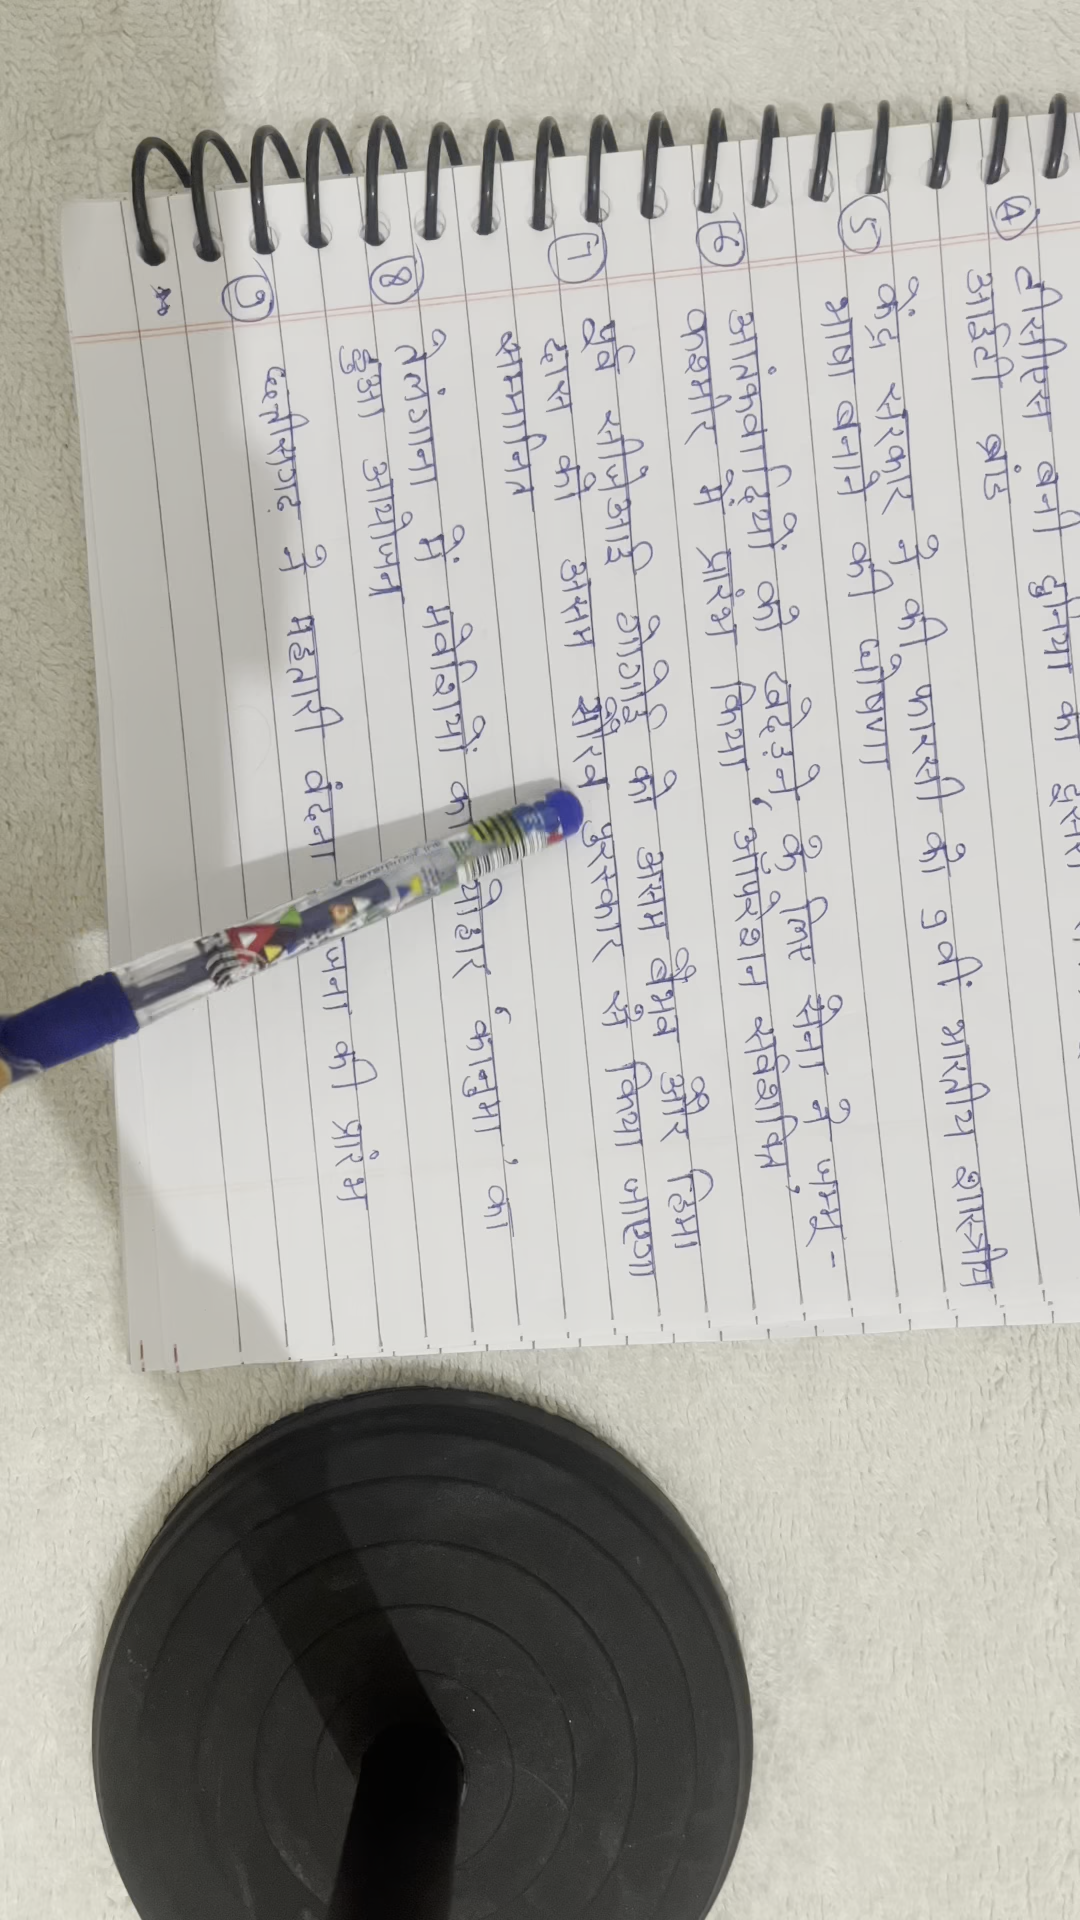 ④ टीसीएस बनी दुनिया का दूसरा
आईटी ब्रांड
⑤ केंद्र सरकार ने की फारसी को 9 वीं भारतीय शास्त्रीय
भाषा बनाने की घोषणा
⑥ आतंकवादियों को खदेड़ने के लिए सेना ने जम्मू -
कश्मीर में प्रारंभ किया ' ऑपरेशन सर्वशक्ति '
⑦ पूर्व सीजेआई गोगोई को असम वैभव और हिमा
दास को असम सौरव पुरस्कार से किया जाएगा
सम्मानित
⑧ तेलंगाना में मवेशियों का योहार ' कानुमा ' का
हुआ आयोजन
⑨ छत्तीसगढ ने महतारी वंदना जना की प्रारंभ